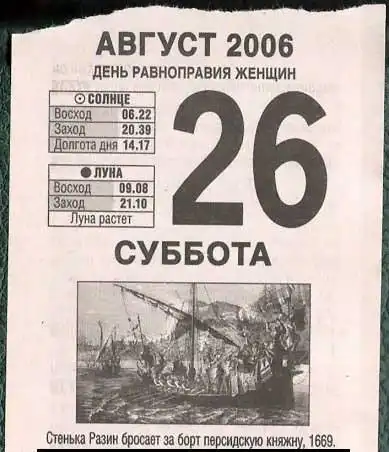 АВГУСТ 2006
ДЕНЬ РАВНОПРАВИЯ ЖЕНЩИН
СОЛНЦЕ
Восход 06.22
Заход 20.39
Долгота дня 14.17
ЛУНА
Восход 09.08
Заход 21.10
Луна растет
26
СУББОТА
Стенька Разин бросает за борт персидскую княжну, 1669.